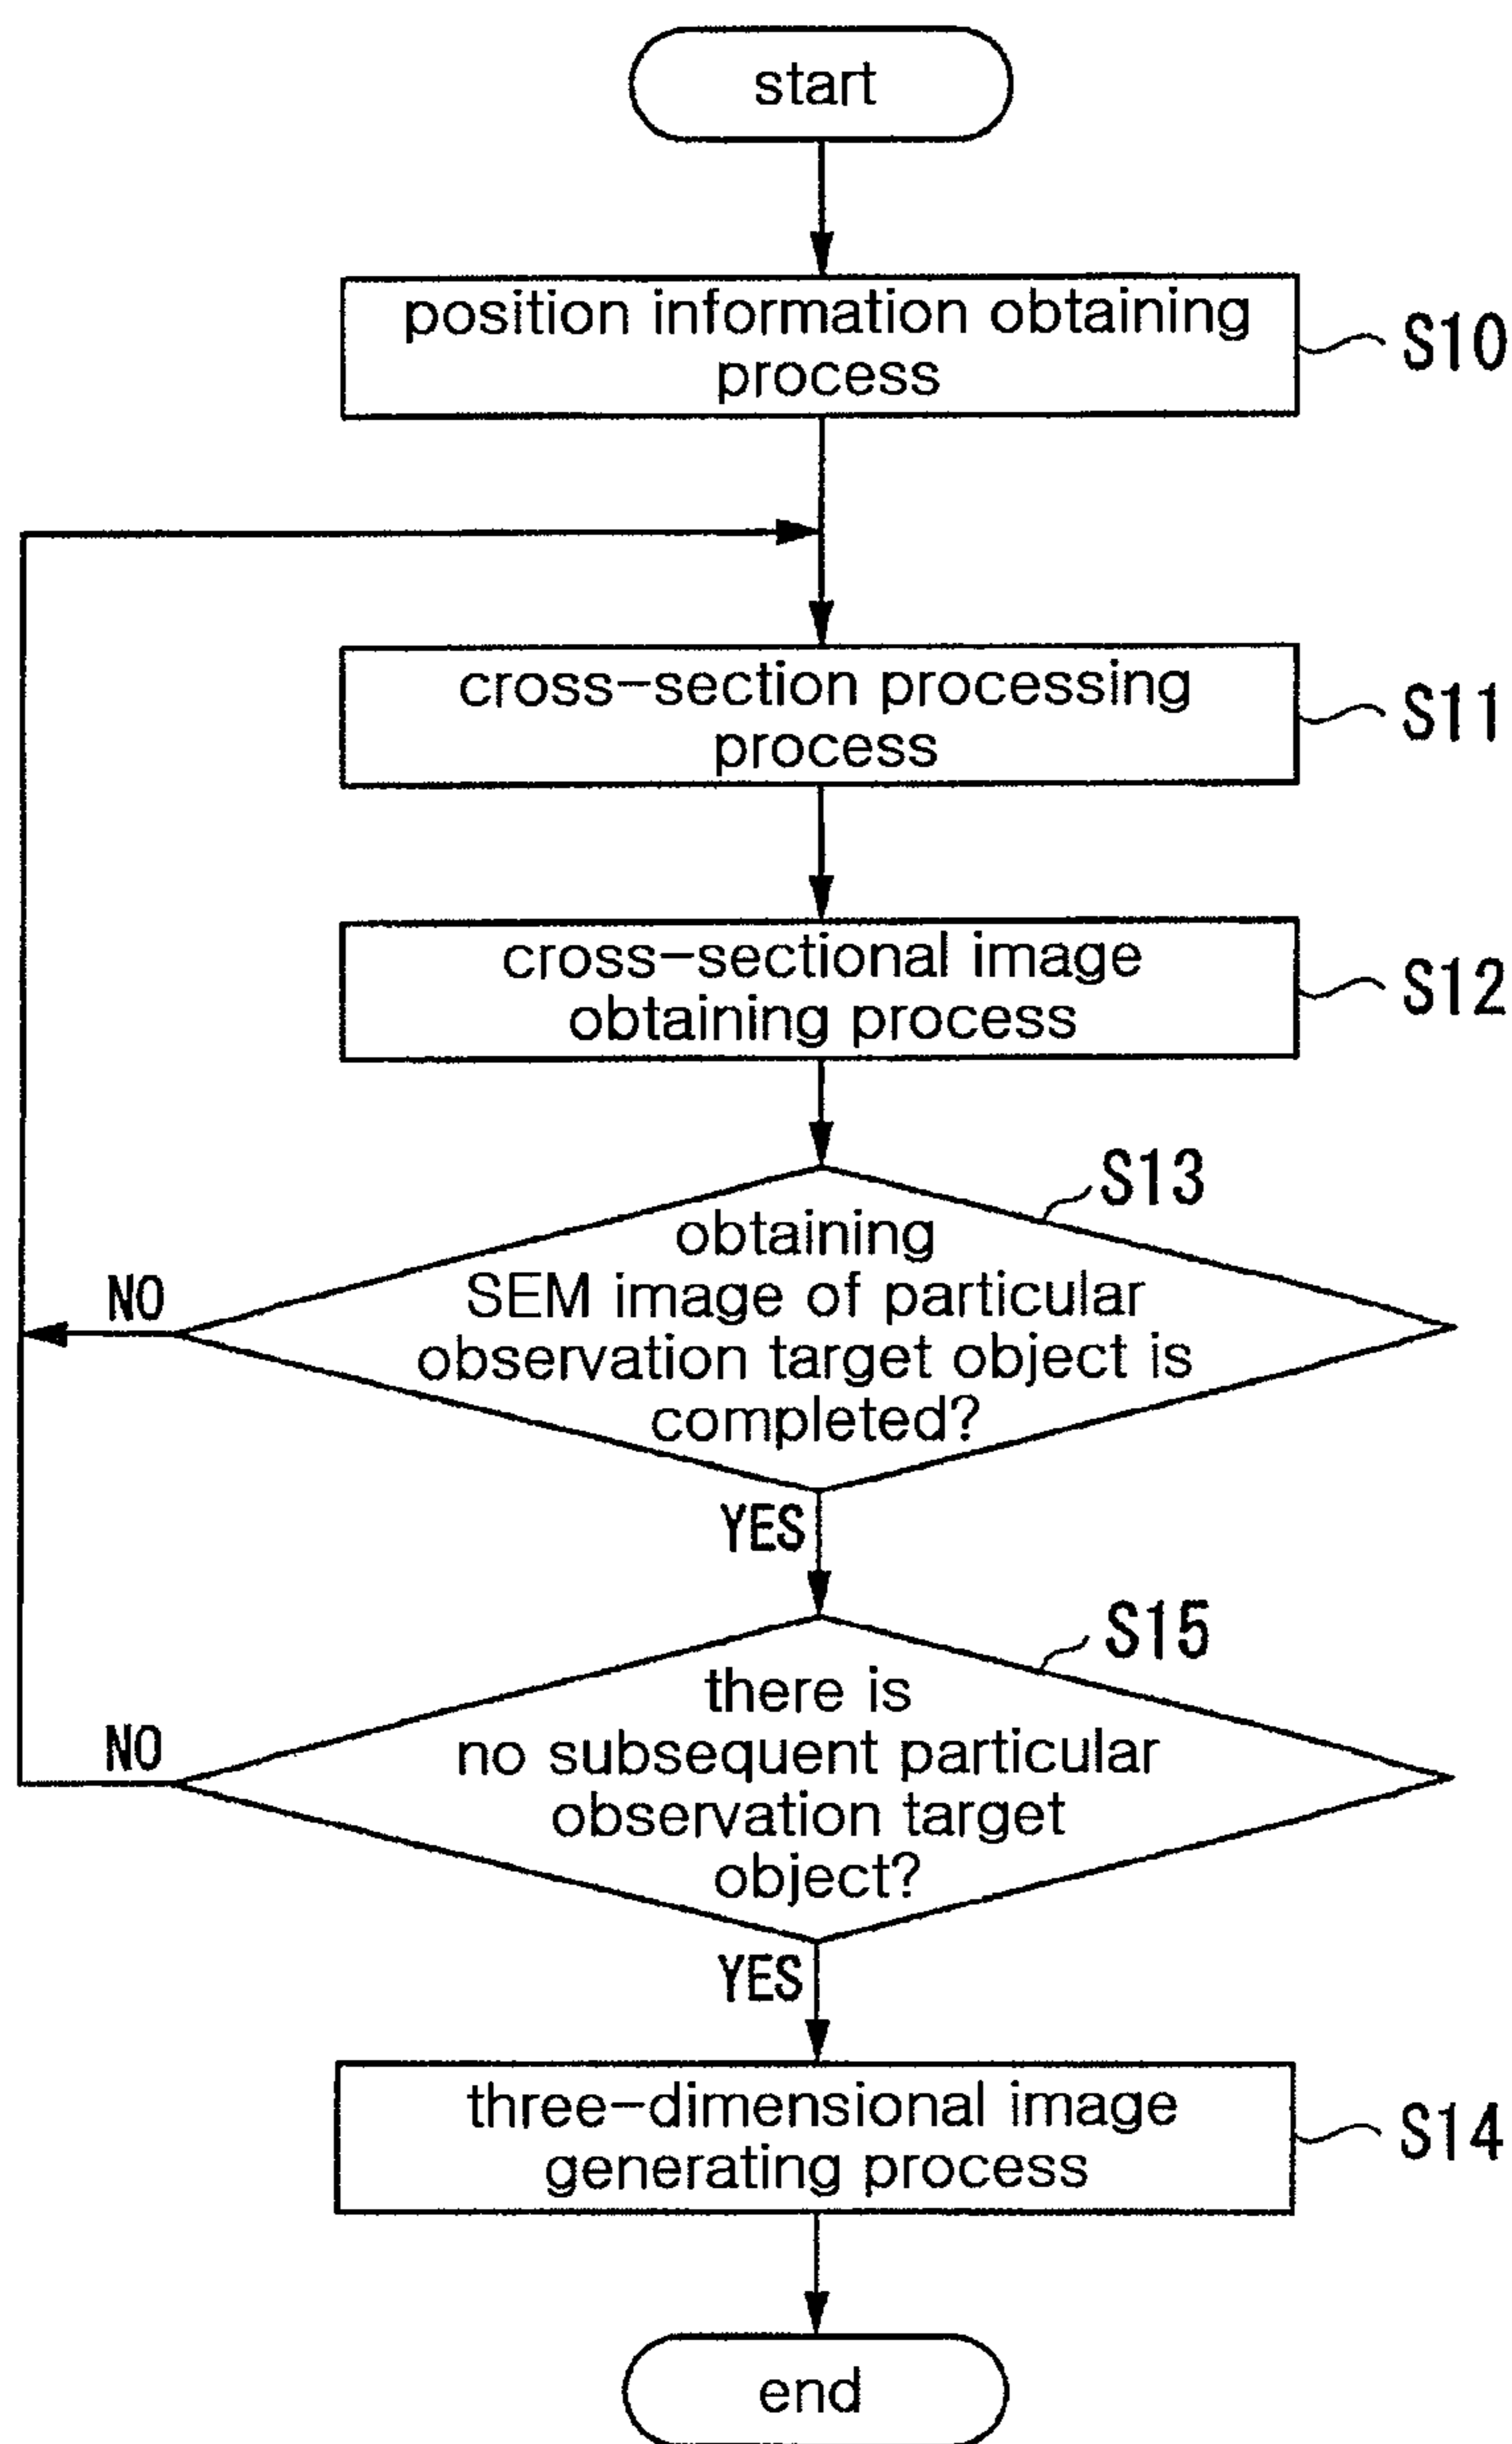 start
position information obtaining
process
S10
cross-section processing
process
S11
cross-sectional image
obtaining process
S12
S13
obtaining
SEM image of particular
observation target object is
completed?
NO
YES
S15
there is
no subsequent particular
observation target
object?
NO
YES
three-dimensional image
generating process
S14
end